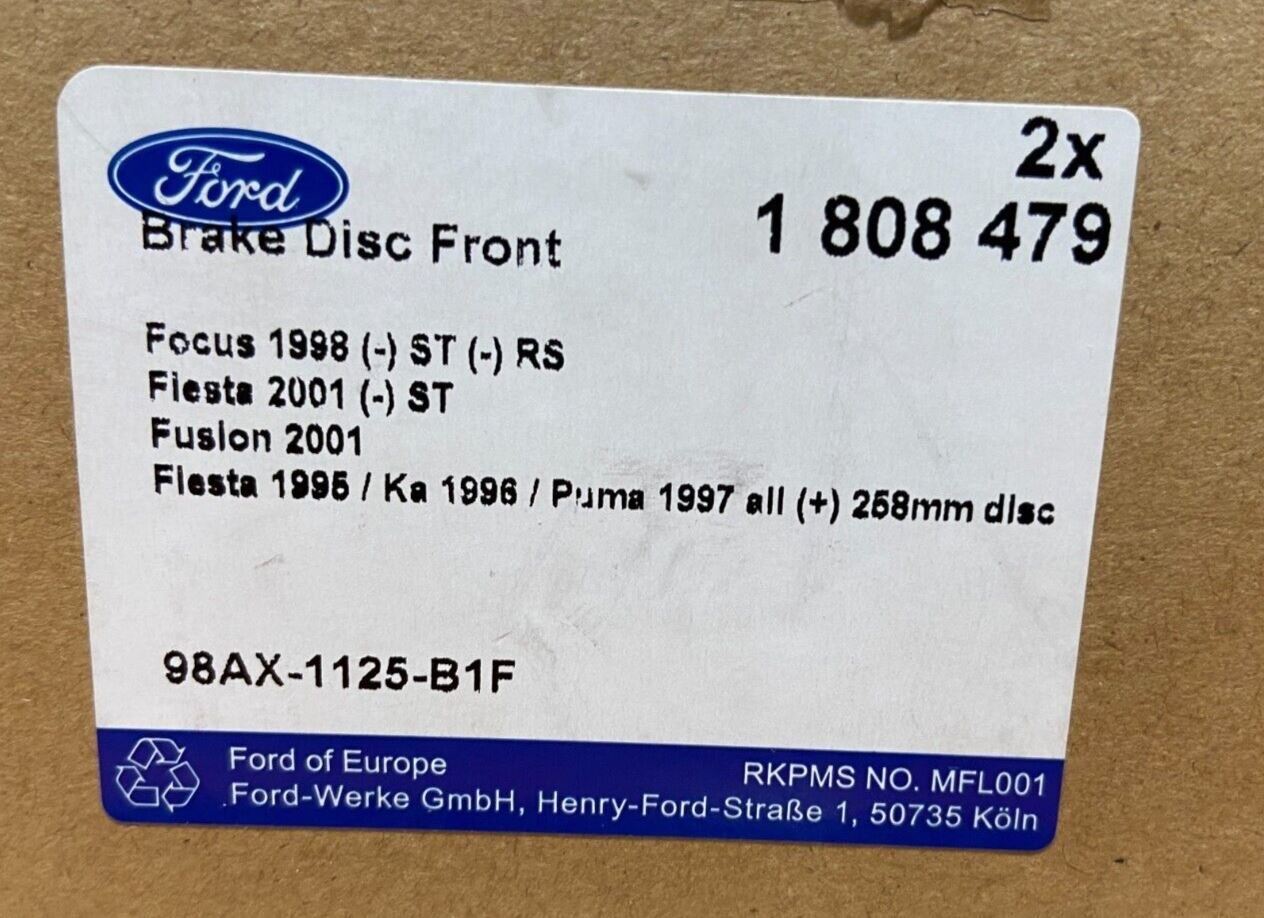 Ford
2x
Brake Disc Front
1 808 479
Focus 1998 (-) ST (-) RS
Fiesta 2001 (-) ST
Fusion 2001
Fiesta 1995 / Ka 1996 / Puma 1997 all (+) 258mm disc
98AX-1125-B1F
Ford of Europe
RKPMS NO. MFL001
Ford-Werke GmbH, Henry-Ford-Straße 1, 50735 Köln